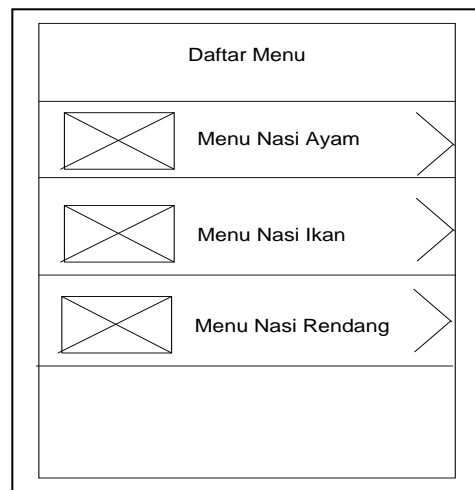 Daftar Menu
Menu Nasi Ayam
Menu Nasi Ikan
Menu Nasi Rendang